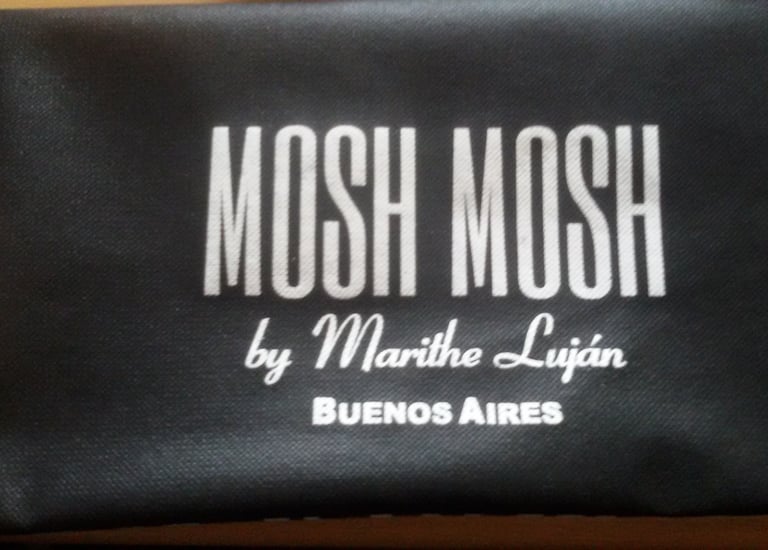 MOSH MOSH
by Marithe Luján
BUENOS AIRES